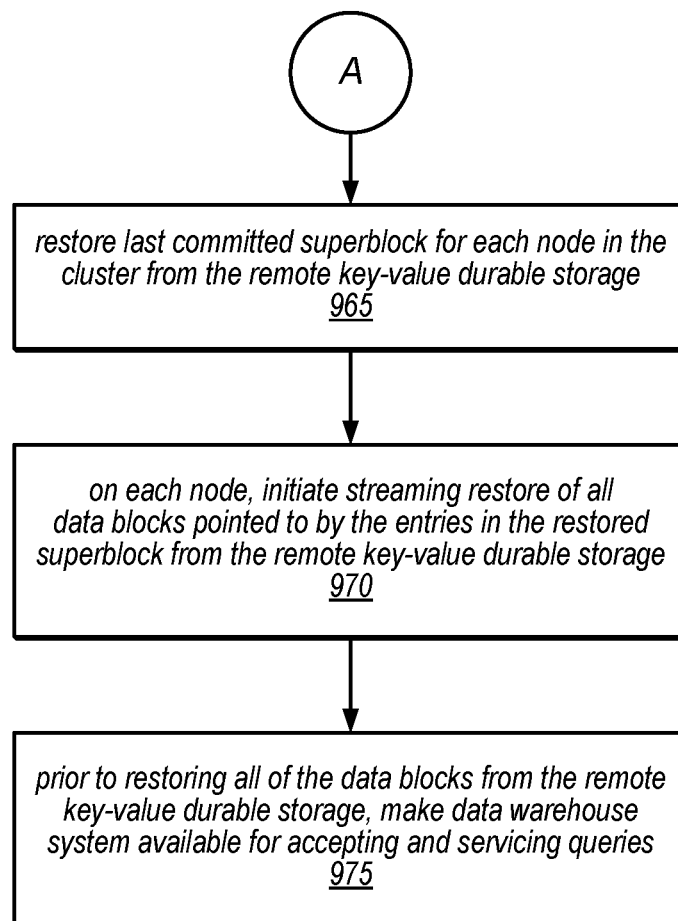 A
restore last committed superblock for each node in the
cluster from the remote key-value durable storage
965
on each node, initiate streaming restore of all
data blocks pointed to by the entries in the restored
superblock from the remote key-value durable storage
970
prior to restoring all of the data blocks from the remote
key-value durable storage, make data warehouse
system available for accepting and servicing queries
975